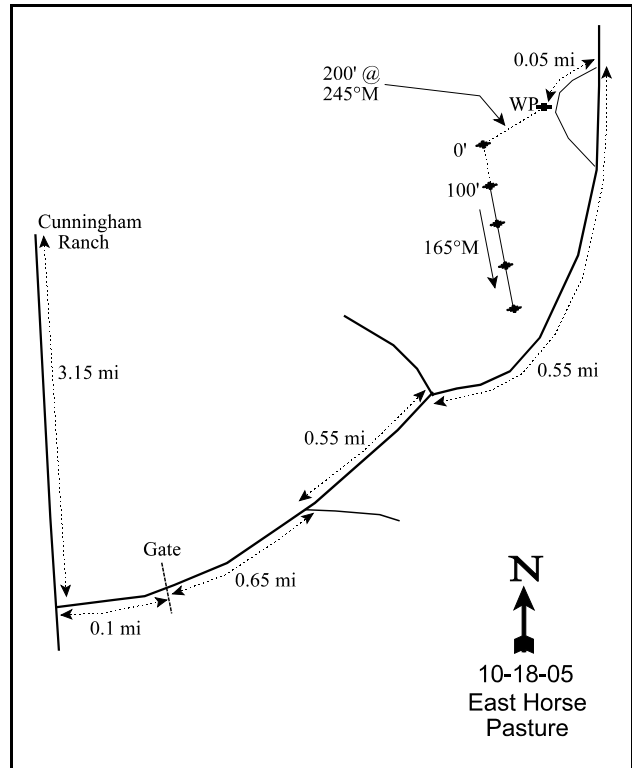 0.05 mi
200' @
245°M
WP
0'
100'
165°M
Cunningham
Ranch
3.15 mi
0.55 mi
0.55 mi
Gate
0.65 mi
0.1 mi
N
10-18-05
East Horse
Pasture